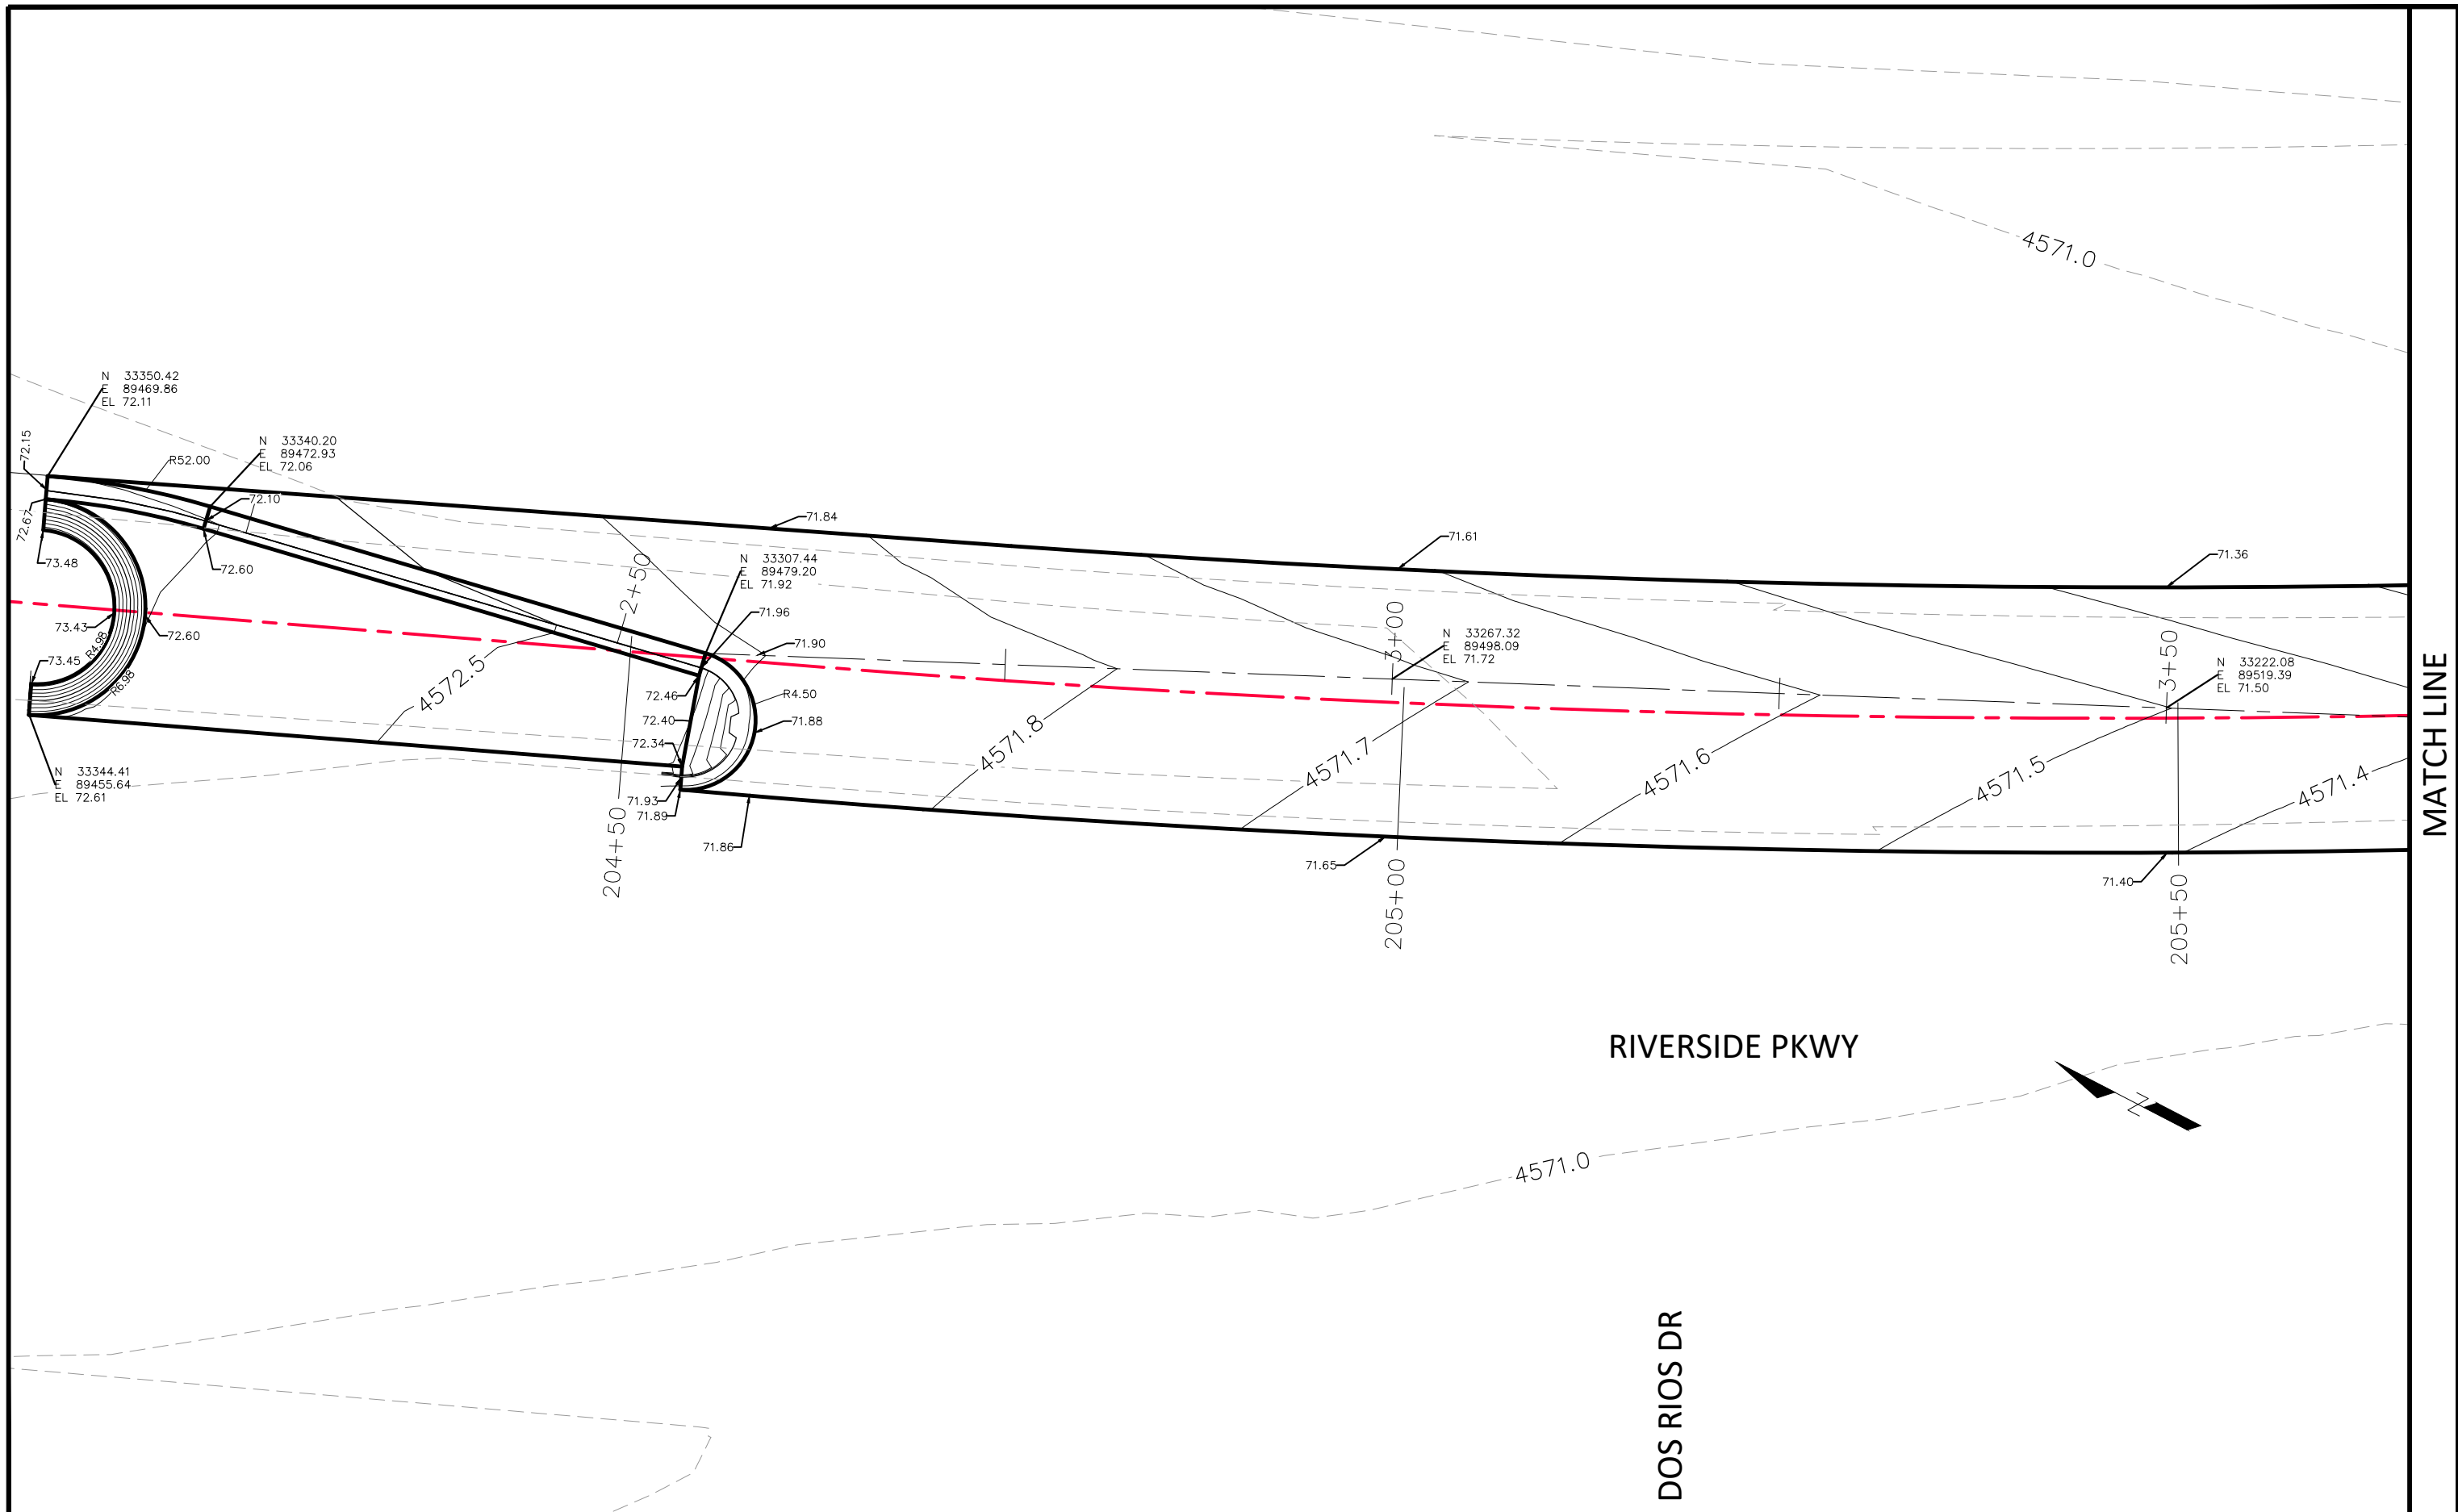 4571.0
N 33350.42
E 89469.86
EL 72.11
72.15
R52.00
N 33340.20
E 89472.93
EL 72.06
72.10
72.67
73.48
72.60
71.84
71.61
71.36
N 33307.44
E 89479.20
EL 71.92
2+50
71.96
71.90
73.43
72.60
R4.98
73.45
R6.98
4572.5
72.46
R4.50
72.40
71.88
72.34
3+00
N 33267.32
E 89498.09
EL 71.72
3+50
N 33222.08
E 89519.39
EL 71.50
4571.8
4571.7
4571.6
4571.5
4571.4
N 33344.41
E 89455.64
EL 72.61
71.93
71.89
71.86
204+50
71.65
205+00
71.40
205+50
MATCH LINE
RIVERSIDE PKWY
N
4571.0
DOS RIOS DR